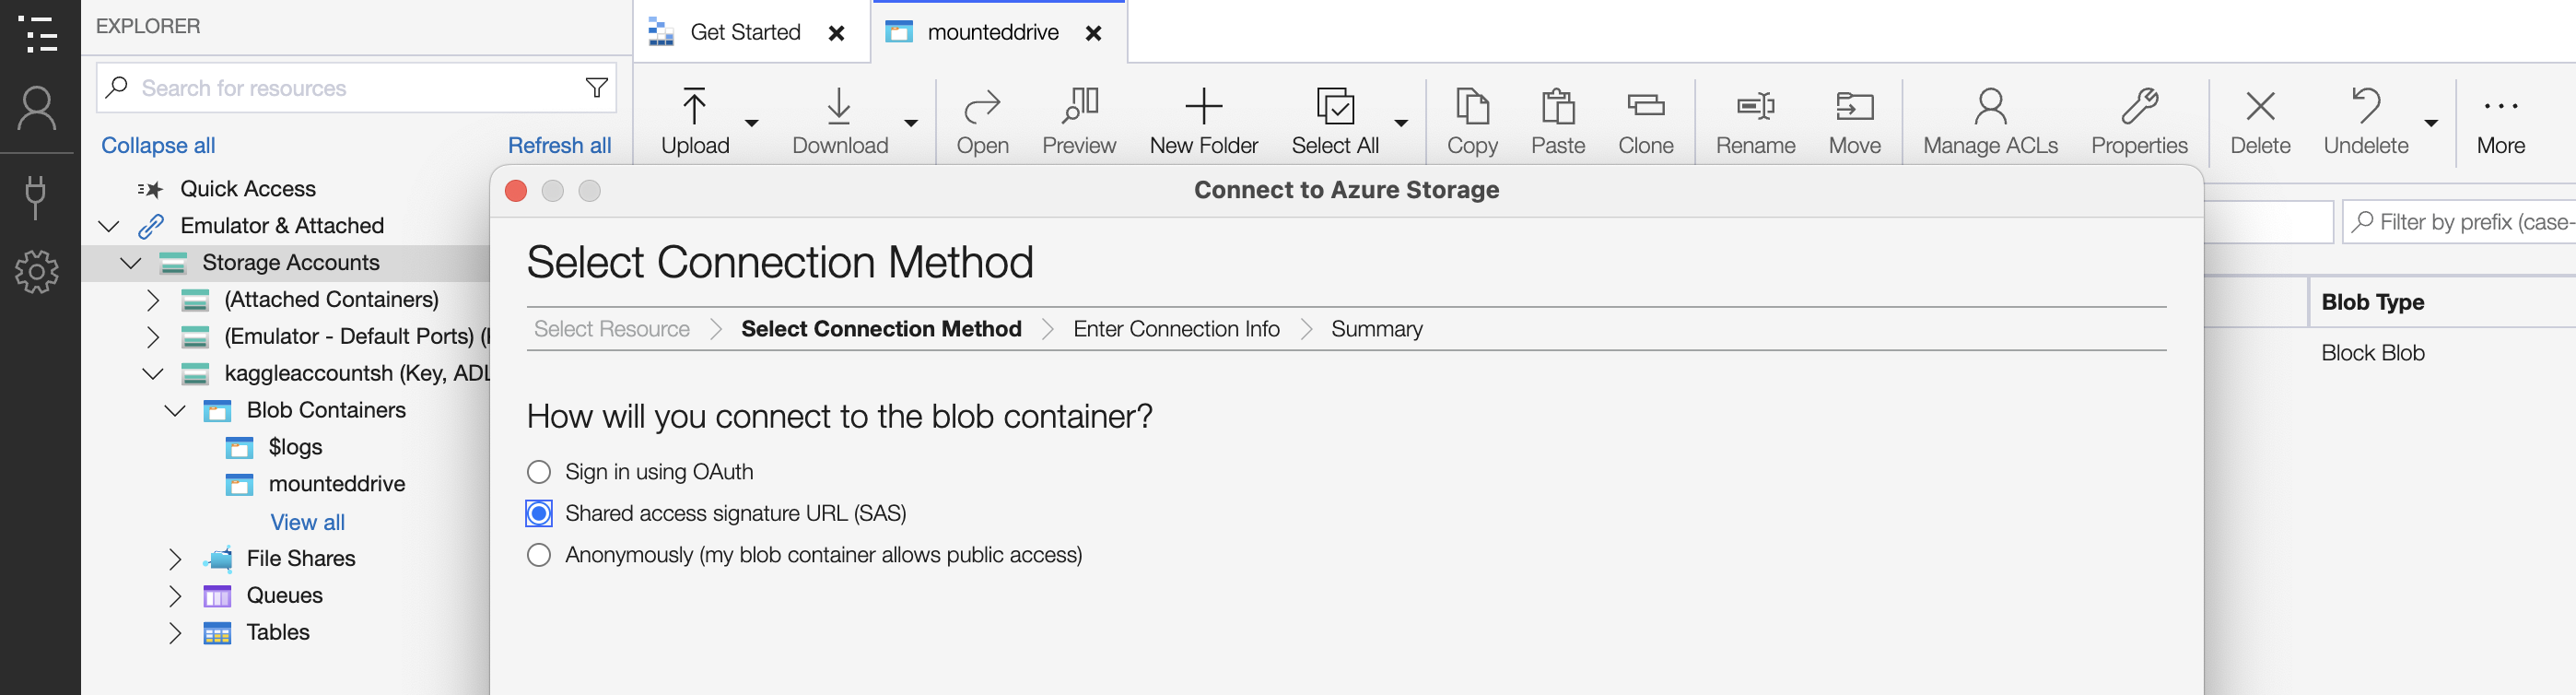 EXPLORER
Search for resources
Collapse all
Refresh all
Quick Access
Emulator & Attached
Storage Accounts
(Attached Containers)
(Emulator - Default Ports)
kaggleaccountsh (Key,
Blob Containers
$logs
mounteddrive
View all
File Shares
Queues
Tables
Get Started
mounteddrive
Upload
Download
Open
Preview
New Folder
Select All
Copy
Paste
Clone
Rename
Move
Manage ACLs
Properties
Delete
Undelete
More
Filter by prefix (case-
Blob Type
Block Blob
Connect to Azure Storage
Select Connection Method
Select Resource
Select Connection Method
Enter Connection Info
Summary
How will you connect to the blob container?
Sign in using OAuth
Shared access signature URL (SAS)
Anonymously (my blob container allows public access)